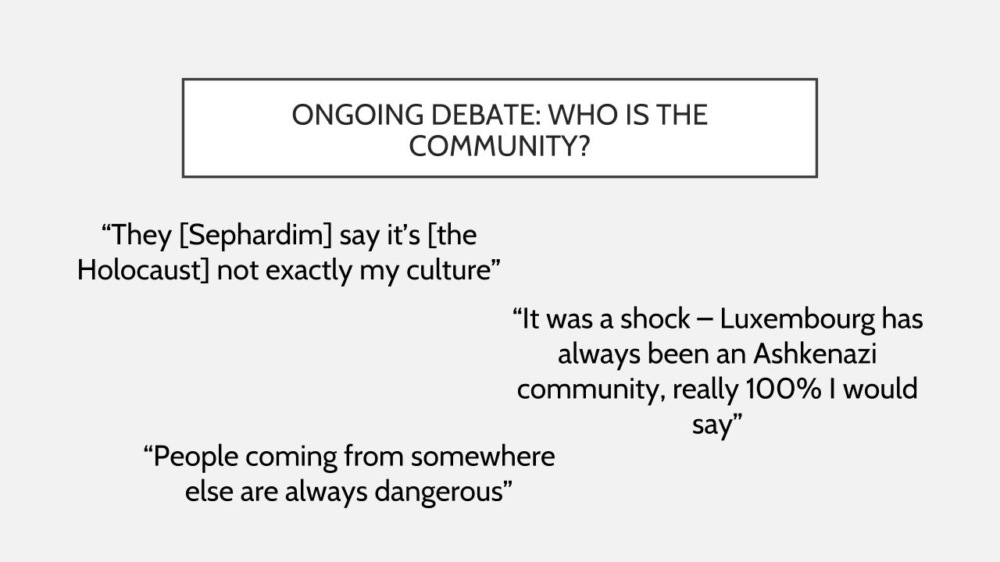 ONGOING DEBATE: WHO IS THE
COMMUNITY?
“They [Sephardim] say it’s [the
Holocaust] not exactly my culture”
“It was a shock – Luxembourg has
always been an Ashkenazi
community, really 100% I would
say”
“People coming from somewhere
else are always dangerous”